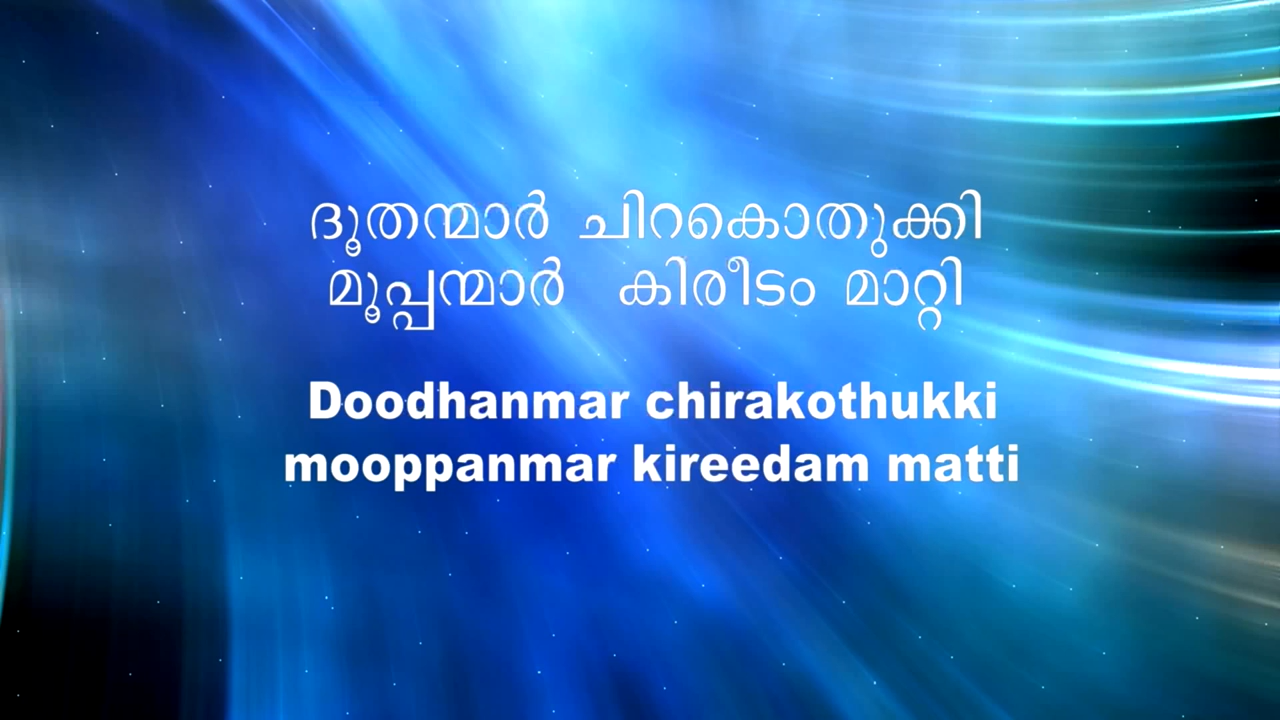 ദൂതന്മാർ ചിറകൊതുക്കി
മൂപ്പന്മാർ കിരീടം മാറ്റി
Doodhanmar chirakothukki
mooppanmar kireedam matti